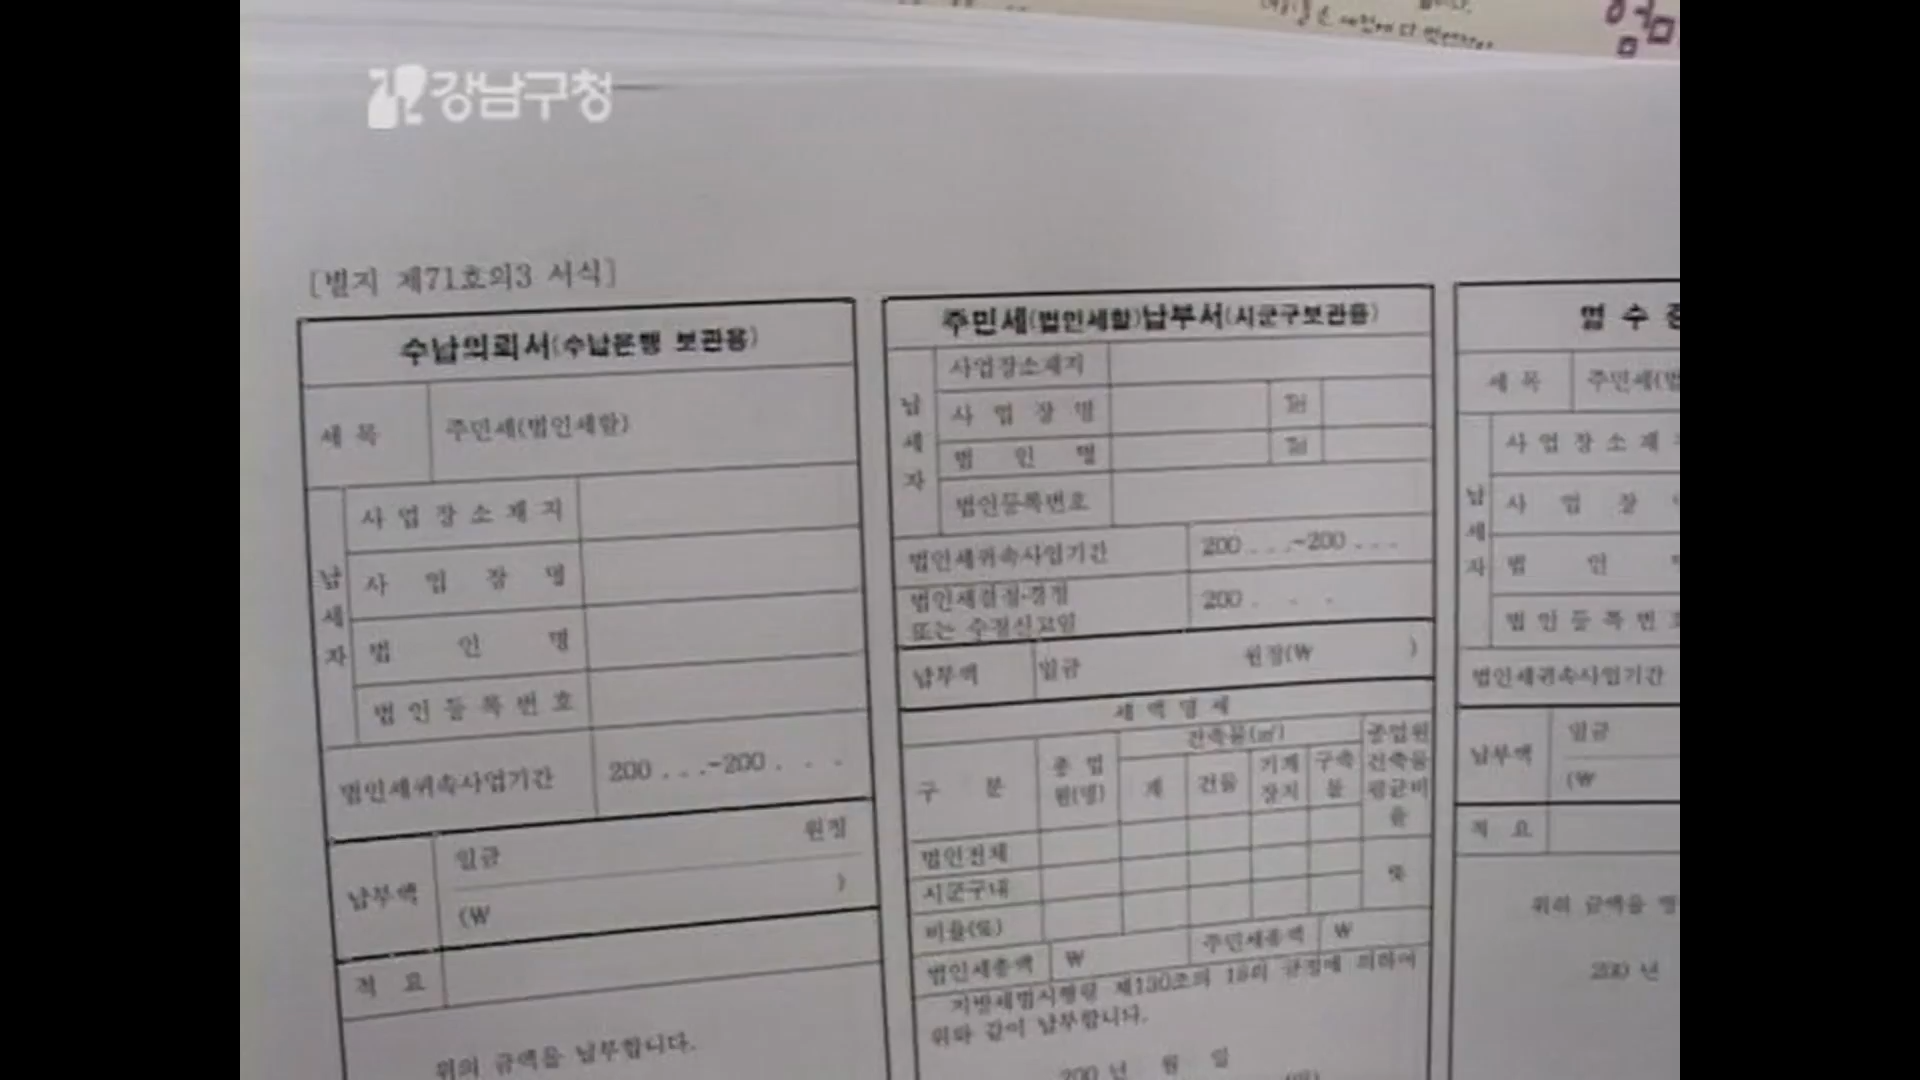 강남구청
[별지 제71호의3 서식]
수납의뢰서(수납은행 보관용)
세 목
주민세(법인세할)
납세자
사 업 장 소 재 지
사 업 장 명
법 인 명
법 인 등 록 번 호
법인세귀속사업기간
200 . . .~200 . . .
납부액
일금 원정
(₩ )
적 요
위의 금액을 납부합니다.
주민세(법인세할)납부서(시군구보관용)
납세자
사업장소재지
사 업 장 명
법 인 명
법인등록번호
법인세귀속사업기간
200 . . .~200 . . .
법인세결정·경정
또는 수정신고일
200 . . .
납부액
일금 원정(₩ )
세 액 명 세
구 분
종 업
원(명)
건축물(㎡)
계
건물
기계
장치
구축
물
종업원
건축물
평균비
율
법인전체
시군구내
비율(%)
%
법인세총액
₩
주민세총액
₩
지방세법시행령 제130조의 18의 규정에 의하여
위와 같이 납부합니다.
200 년 월 일
영 수
세 목
주민세(법
납세자
사 업 장 소 재
사 업 장
법 인
법 인 등 록 번
법인세귀속사업기간
납부액
일금
(₩
적 요
위의 금액을 영
200 년